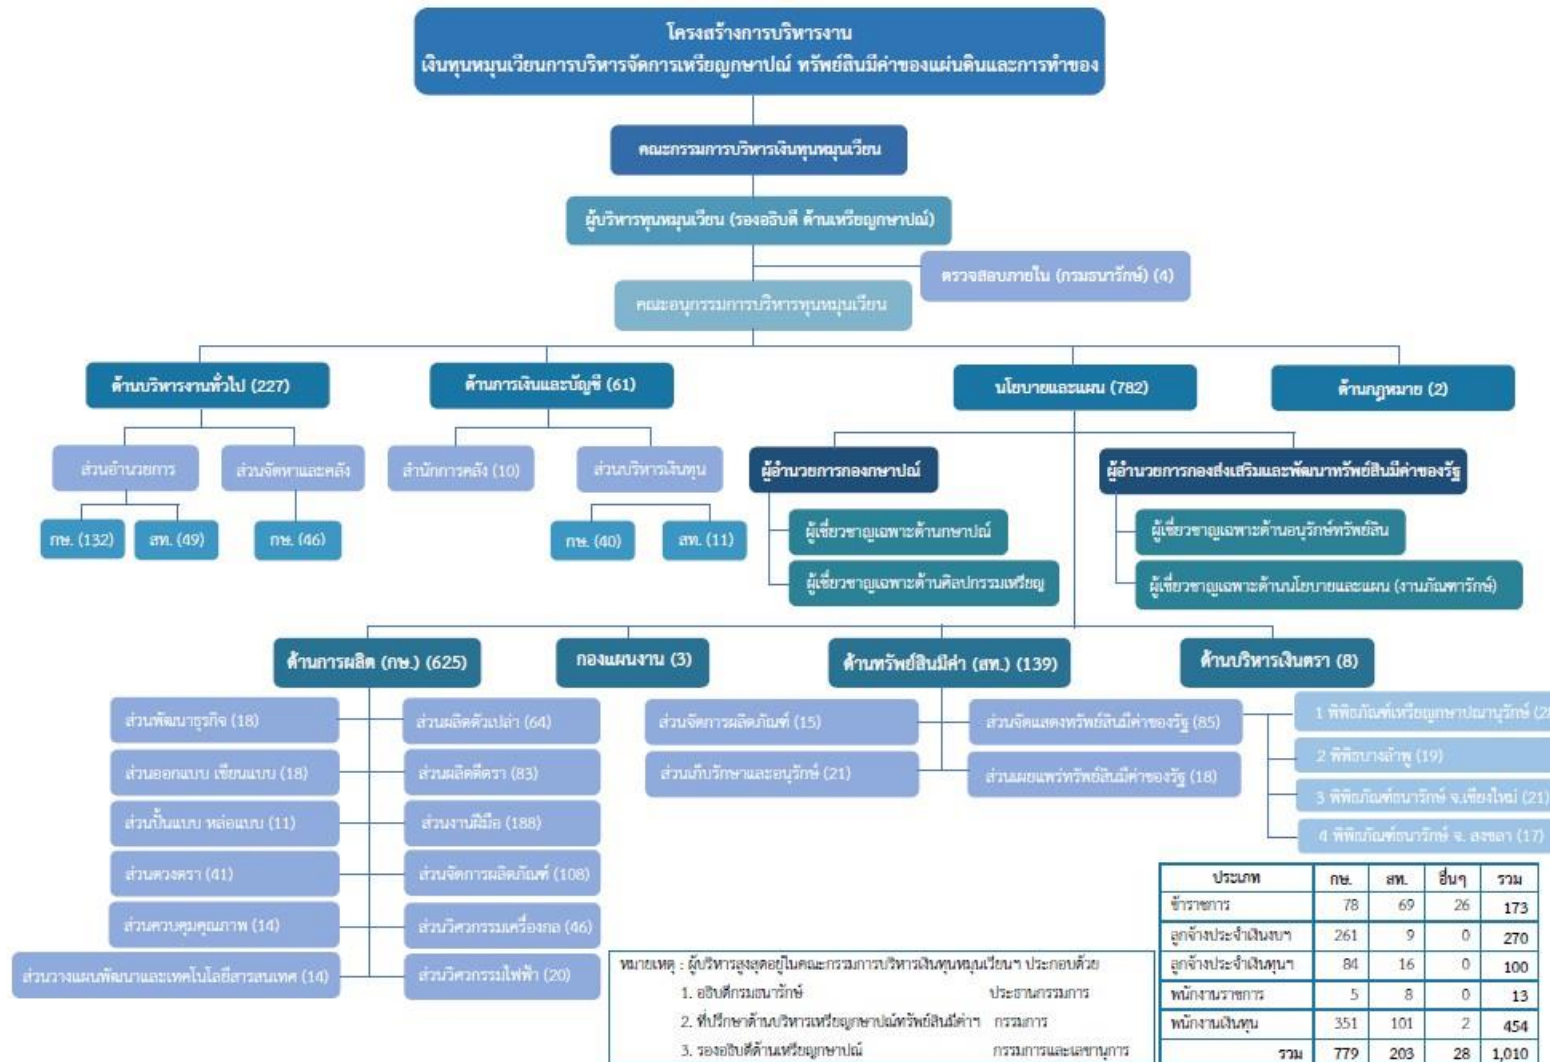 โครงสร้างการบริหารงาน
เงินทุนหมุนเวียนการบริหารจัดการเหรียญกษาปณ์ ทรัพย์สินมีค่าของแผ่นดินและการทำของ
คณะกรรมการบริหารเงินทุนหมุนเวียน
ผู้บริหารทุนหมุนเวียน (รองอธิบดี ด้านเหรียญกษาปณ์)
ตรวจสอบภายใน (กรมธนารักษ์) (4)
คณะอนุกรรมการบริหารทุนหมุนเวียน
ด้านบริหารงานทั่วไป (227)
ด้านการเงินและบัญชี (61)
นโยบายและแผน (782)
ด้านกฎหมาย (2)
ส่วนอำนวยการ
ส่วนจัดหาและคลัง
สำนักการคลัง (10)
ส่วนบริหารเงินทุน
ผู้อำนวยการกองกษาปณ์
ผู้อำนวยการกองส่งเสริมและพัฒนาทรัพย์สินมีค่าของรัฐ
กษ. (132)
สท. (49)
กษ. (46)
กษ. (40)
สท. (11)
ผู้เชี่ยวชาญเฉพาะด้านกษาปณ์
ผู้เชี่ยวชาญเฉพาะด้านอนุรักษ์ทรัพย์สิน
ผู้เชี่ยวชาญเฉพาะด้านศิลปกรรมเหรียญ
ผู้เชี่ยวชาญเฉพาะด้านนโยบายและแผน (งานภัณฑารักษ์)
ด้านการผลิต (กษ.) (625)
กองแผนงาน (3)
ด้านทรัพย์สินมีค่า (สท.) (139)
ด้านบริหารเงินตรา (8)
ส่วนพัฒนาธุรกิจ (18)
ส่วนผลิตตัวเปล่า (64)
ส่วนออกแบบ เขียนแบบ (18)
ส่วนผลิตตีตรา (83)
ส่วนปั้นแบบ หล่อแบบ (11)
ส่วนงานฝีมือ (188)
ส่วนดวงตรา (41)
ส่วนจัดการผลิตภัณฑ์ (108)
ส่วนควบคุมคุณภาพ (14)
ส่วนวิศวกรรมเครื่องกล (46)
ส่วนวางแผนพัฒนาและเทคโนโลยีสารสนเทศ (14)
ส่วนวิศวกรรมไฟฟ้า (20)
ส่วนจัดการผลิตภัณฑ์ (15)
ส่วนจัดแสดงทรัพย์สินมีค่าของรัฐ (85)
ส่วนเก็บรักษาและอนุรักษ์ (21)
ส่วนเผยแพร่ทรัพย์สินมีค่าของรัฐ (18)
1 พิพิธภัณฑ์เหรียญกษาปณานุรักษ์
2 พิพิธบางลำพู (19)
3 พิพิธภัณฑ์ธนารักษ์ จ.เชียงใหม่ (21)
4 พิพิธภัณฑ์ธนารักษ์ จ. สงขลา (17)
หมายเหตุ : ผู้บริหารสูงสุดอยู่ในคณะกรรมการบริหารเงินทุนหมุนเวียนฯ ประกอบด้วย
1. อธิบดีกรมธนารักษ์ ประธานกรรมการ
2. ที่ปรึกษาด้านบริหารเหรียญกษาปณ์ทรัพย์สินมีค่าฯ กรรมการ
3. รองอธิบดีด้านเหรียญกษาปณ์ กรรมการและเลขานุการ
ประเภท กษ. สท. อื่นๆ รวม
ข้าราชการ 78 69 26 173
ลูกจ้างประจำเงินงบฯ 261 9 0 270
ลูกจ้างประจำเงินทุนฯ 84 16 0 100
พนักงานราชการ 5 8 0 13
พนักงานเงินทุน 351 101 2 454
รวม 779 203 28 1,010